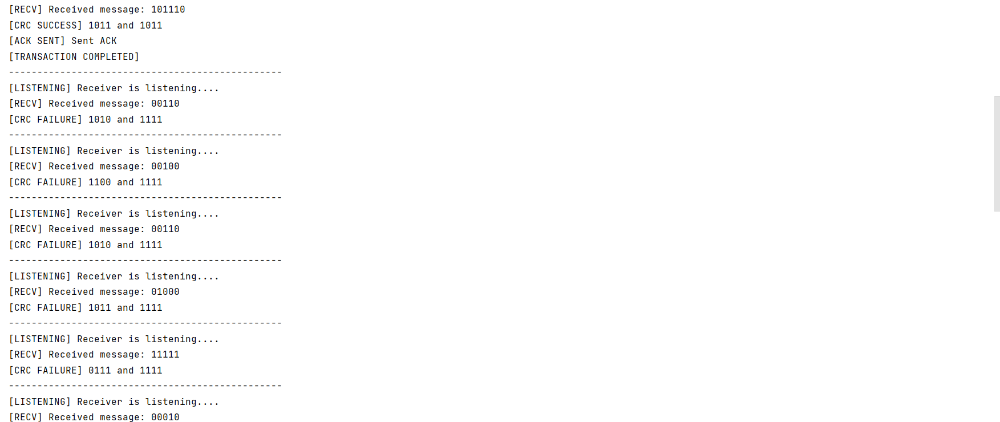 [RECV] Received message: 101110
[CRC SUCCESS] 1011 and 1011
[ACK SENT] Sent ACK
[TRANSACTION COMPLETED]
------------------------------------------------
[LISTENING] Receiver is listening....
[RECV] Received message: 00110
[CRC FAILURE] 1010 and 1111
------------------------------------------------
[LISTENING] Receiver is listening....
[RECV] Received message: 00100
[CRC FAILURE] 1100 and 1111
------------------------------------------------
[LISTENING] Receiver is listening....
[RECV] Received message: 00110
[CRC FAILURE] 1010 and 1111
------------------------------------------------
[LISTENING] Receiver is listening....
[RECV] Received message: 01000
[CRC FAILURE] 1011 and 1111
------------------------------------------------
[LISTENING] Receiver is listening....
[RECV] Received message: 11111
[CRC FAILURE] 0111 and 1111
------------------------------------------------
[LISTENING] Receiver is listening....
[RECV] Received message: 00010